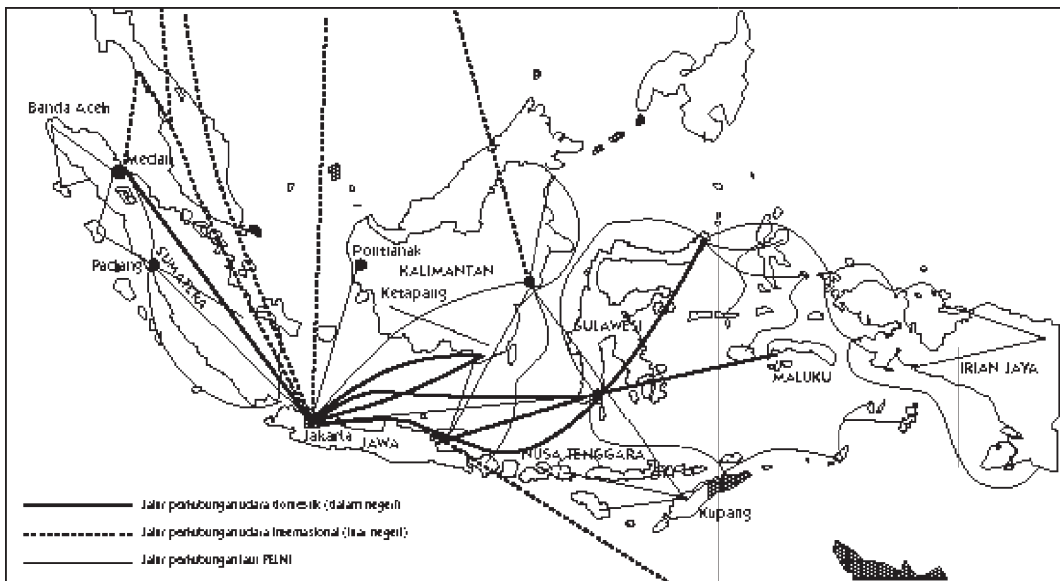 Banda Aceh
Medan
Pontianak
Padang
SUMATERA
KALIMANTAN
Ketapang
SULAWESI
MALUKU
IRIAN JAYA
Jakarta
JAWA
NUSA TENGGARA
Kupang
Jalur perhubungan udara domestik (dalam negeri)
Jalur perhubungan udara internasional (luar negeri)
Jalur perhubungan laut PELNI